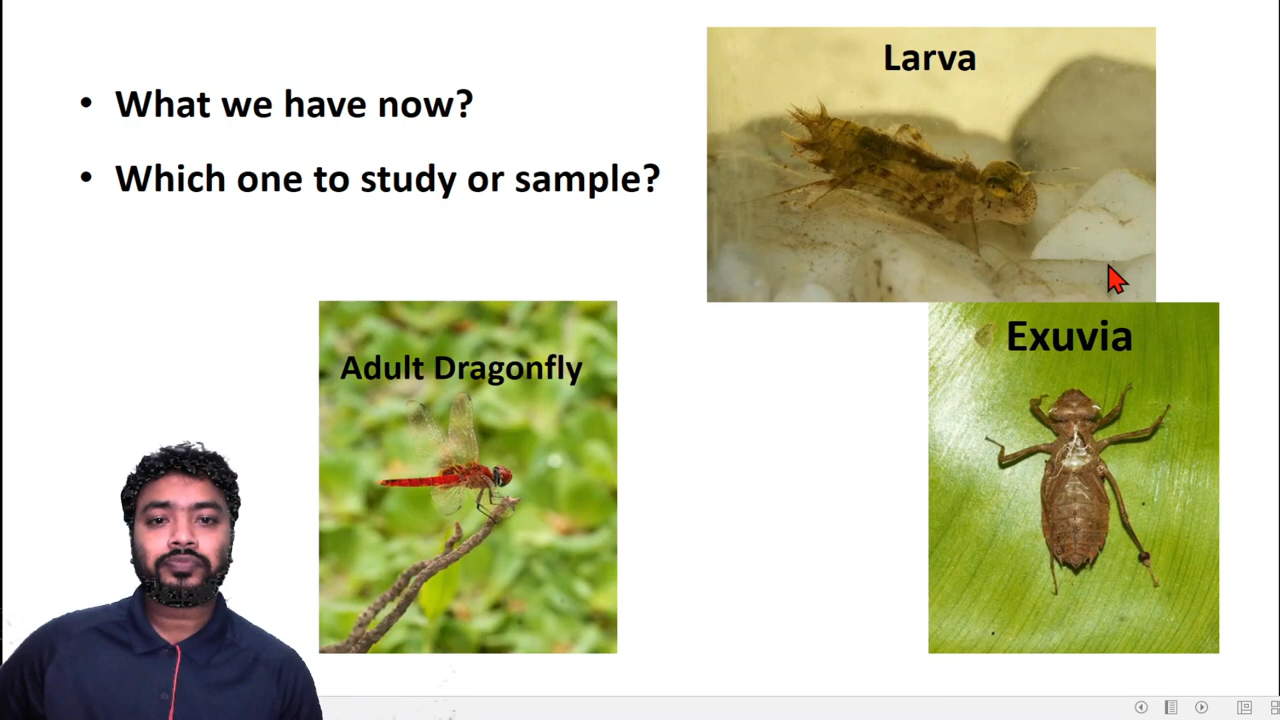 • What we have now?
• Which one to study or sample?
Larva
Adult Dragonfly
Exuvia